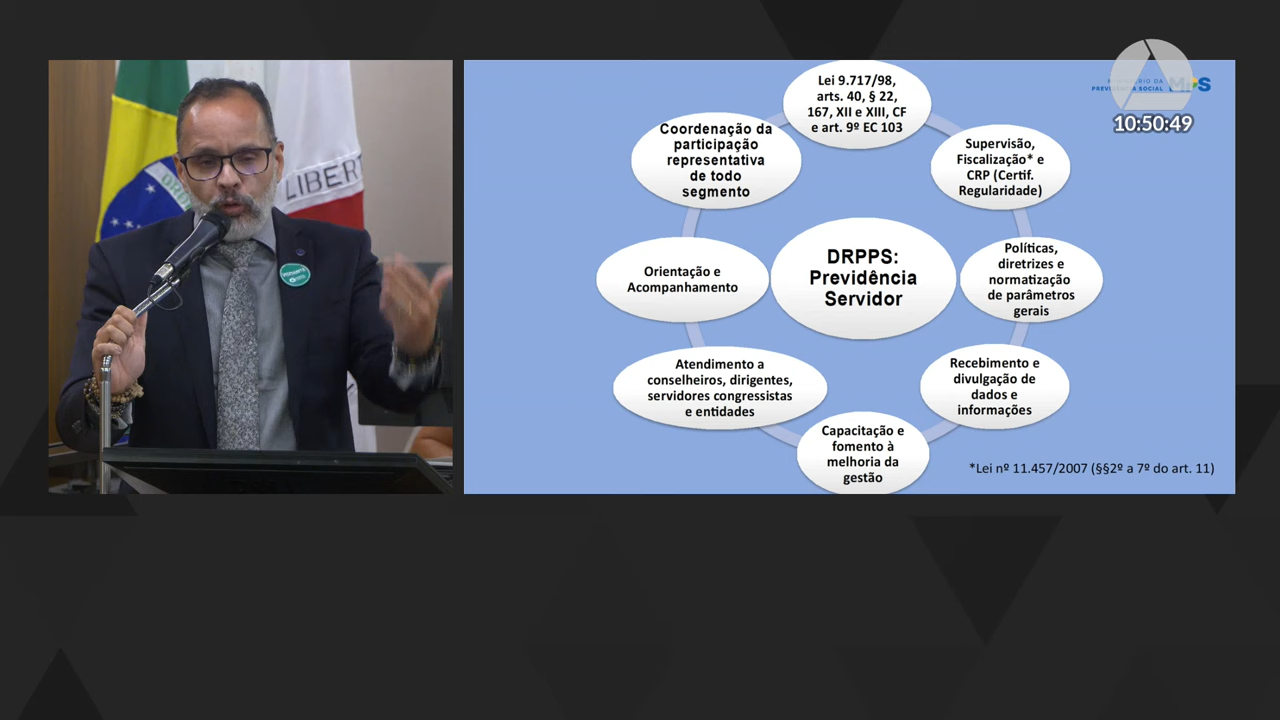 Lei 9.717/98,
arts. 40, § 22,
167, XII e XIII, CF
e art. 9º EC 103
Supervisão,
Fiscalização* e
CRP (Certif.
Regularidade)
Políticas,
diretrizes e
normatização
de parâmetros
gerais
Recebimento e
divulgação de
dados e
informações
Capacitação e
fomento à
melhoria da
gestão
Atendimento a
conselheiros, dirigentes,
servidores congressistas
e entidades
Orientação e
Acompanhamento
Coordenação da
participação
representativa
de todo
segmento
DRPPS:
Previdência
Servidor
*Lei nº 11.457/2007 (§§2º a 7º do art. 11)
10:50:49
LIBERT